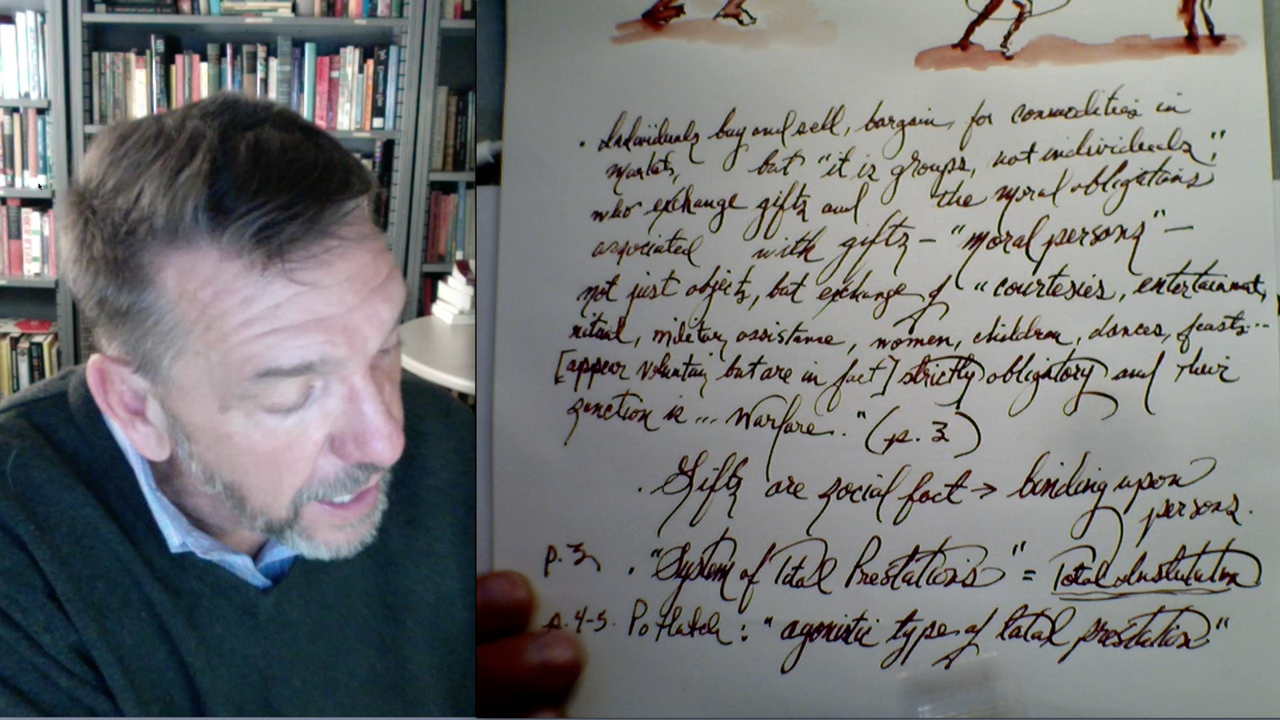 · Individuals buy and sell, bargain, for commodities in
markets, but "it is groups, not individuals,"
who exchange gifts and the moral obligations
associated with gifts – "moral persons" –
not just objects, but exchange of "courtesies, entertainment,
ritual, military assistance, women, children, dances, feasts...
[appear voluntary but are in fact] strictly obligatory and their
sanction is ... warfare." (p. 3)
· Gifts are social fact → binding upon
persons.
p. 3 · "System of Total Prestations" = Total Institution
p. 4-5. Potlatch: "agonistic type of total prestation"